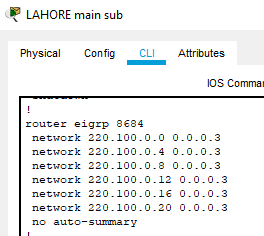 LAHORE main sub
Physical Config CLI Attributes
IOS Comma
!
router eigrp 8684
network 220.100.0.0 0.0.0.3
network 220.100.0.4 0.0.0.3
network 220.100.0.8 0.0.0.3
network 220.100.0.12 0.0.0.3
network 220.100.0.16 0.0.0.3
network 220.100.0.20 0.0.0.3
no auto-summary
!